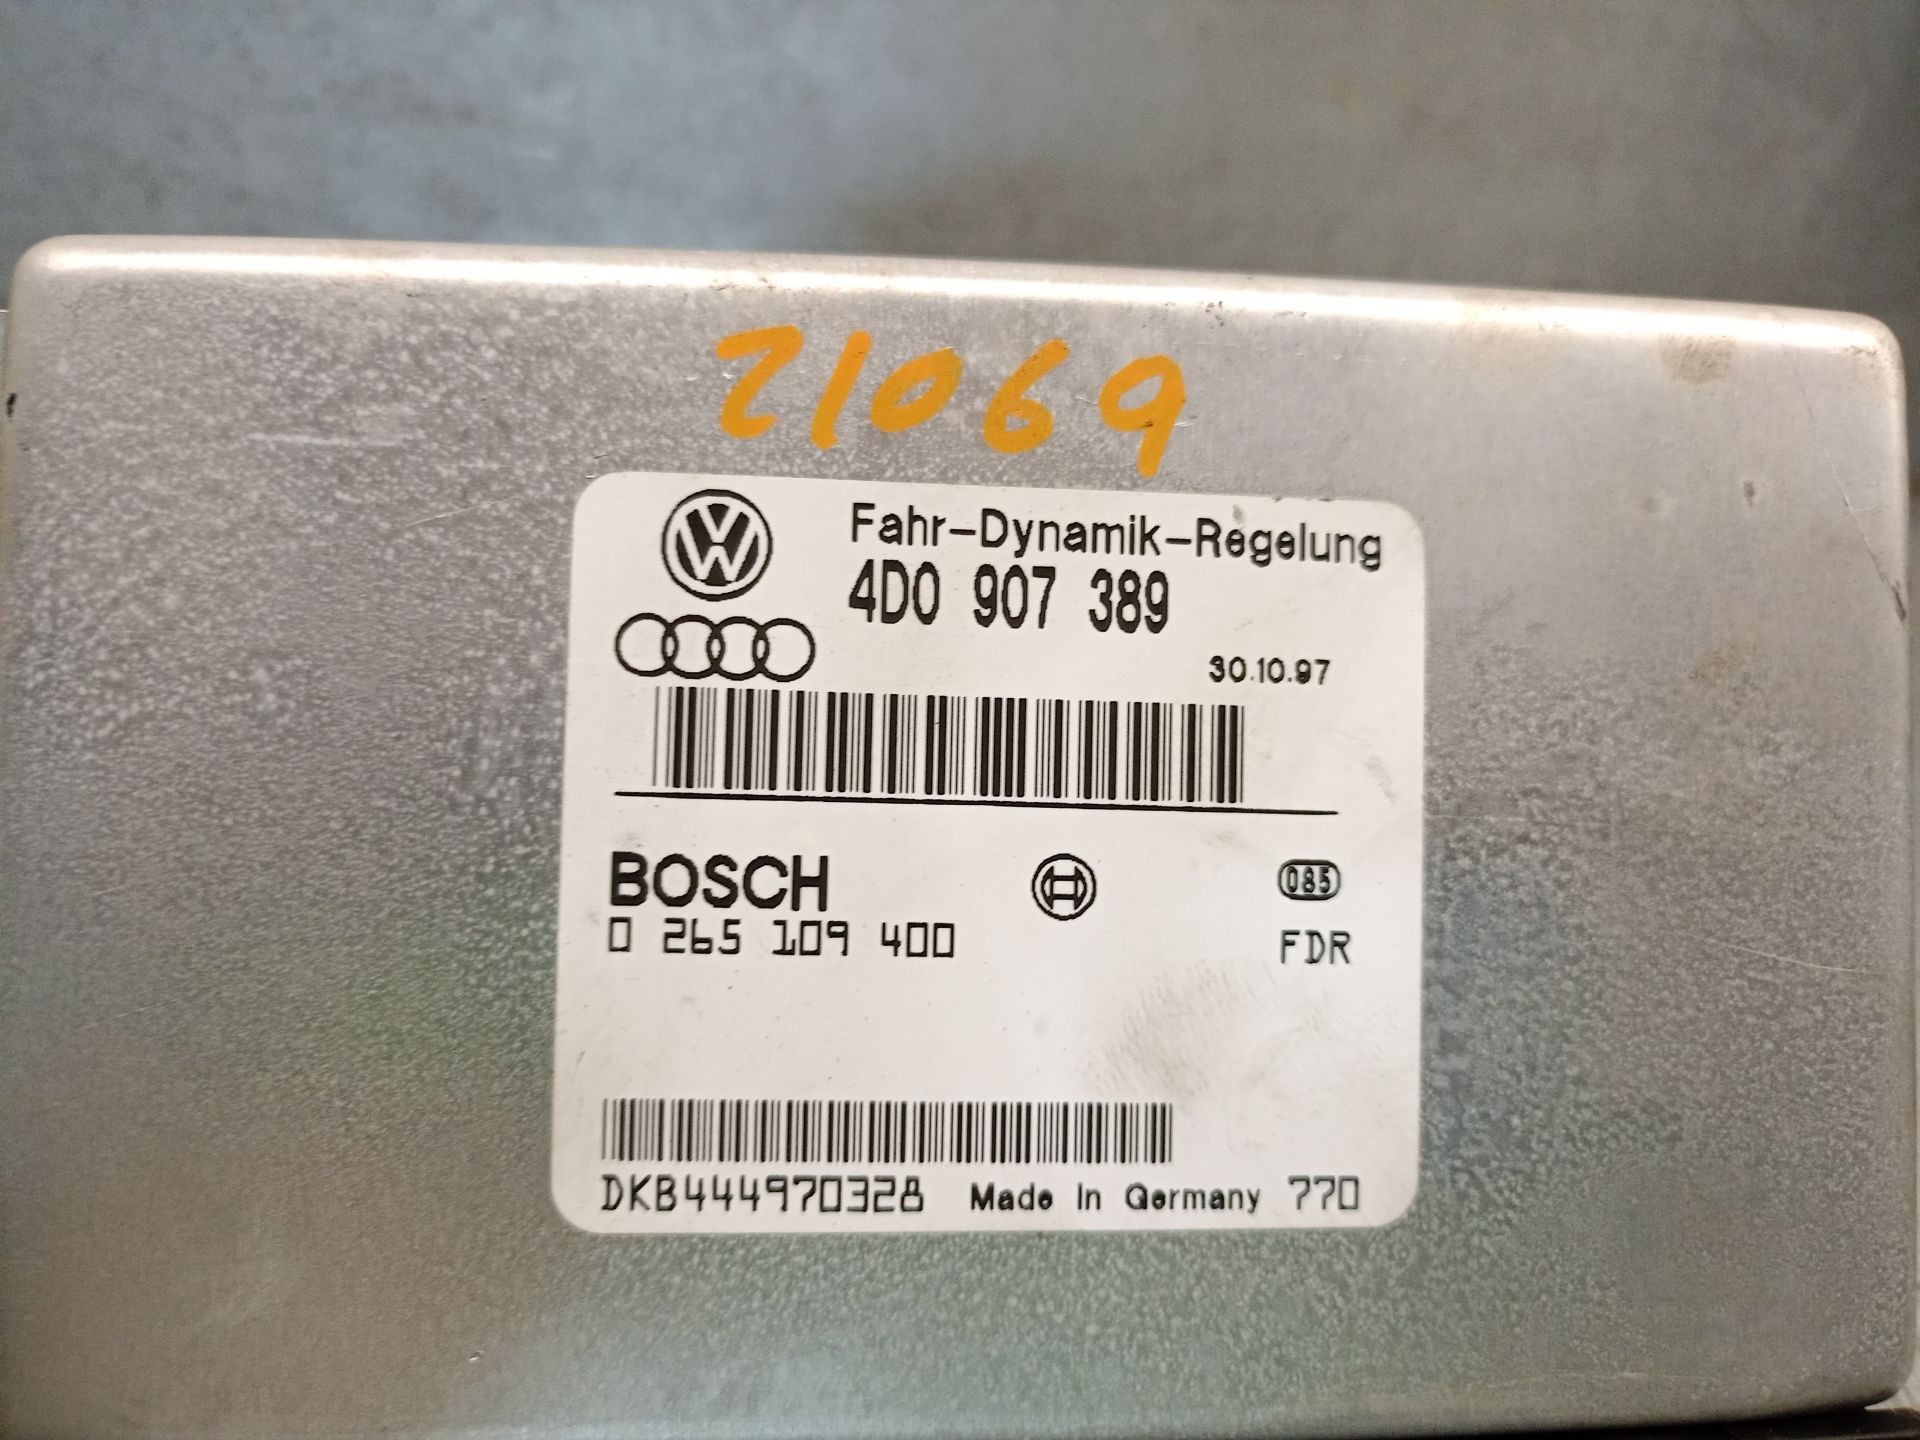 21069
Fahr-Dynamik-Regelung
4D0 907 389
30.10.97
BOSCH
085
0 265 109 400
FDR
DKB444970328 Made In Germany 770